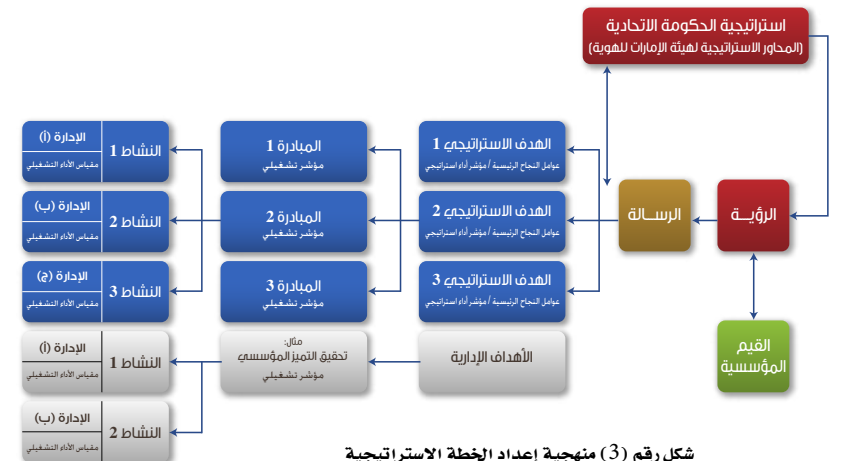 استراتيجية الحكومة الاتحادية
(المحاور الاستراتيجية لهيئة الإمارات للهوية)
الرؤيــة
القيم
المؤسسية
الرســالة
الهدف الاستراتيجي 1
عوامل النجاح الرئيسية / مؤشر أداء استراتيجي
الهدف الاستراتيجي 2
عوامل النجاح الرئيسية / مؤشر أداء استراتيجي
الهدف الاستراتيجي 3
عوامل النجاح الرئيسية / مؤشر أداء استراتيجي
الأهداف الإدارية
المبادرة 1
مؤشر تشغيلي
المبادرة 2
مؤشر تشغيلي
المبادرة 3
مؤشر تشغيلي
مثال:
تحقيق التميز المؤسسي
مؤشر تشغيلي
النشاط 1
الإدارة (أ)
مقياس الأداء التشغيلي
النشاط 2
الإدارة (ب)
مقياس الأداء التشغيلي
النشاط 3
الإدارة (ج)
مقياس الأداء التشغيلي
النشاط 1
الإدارة (أ)
مقياس الأداء التشغيلي
النشاط 2
الإدارة (ب)
مقياس الأداء التشغيلي
شكل رقم (3) منهجية إعداد الخطة الاستراتيجية